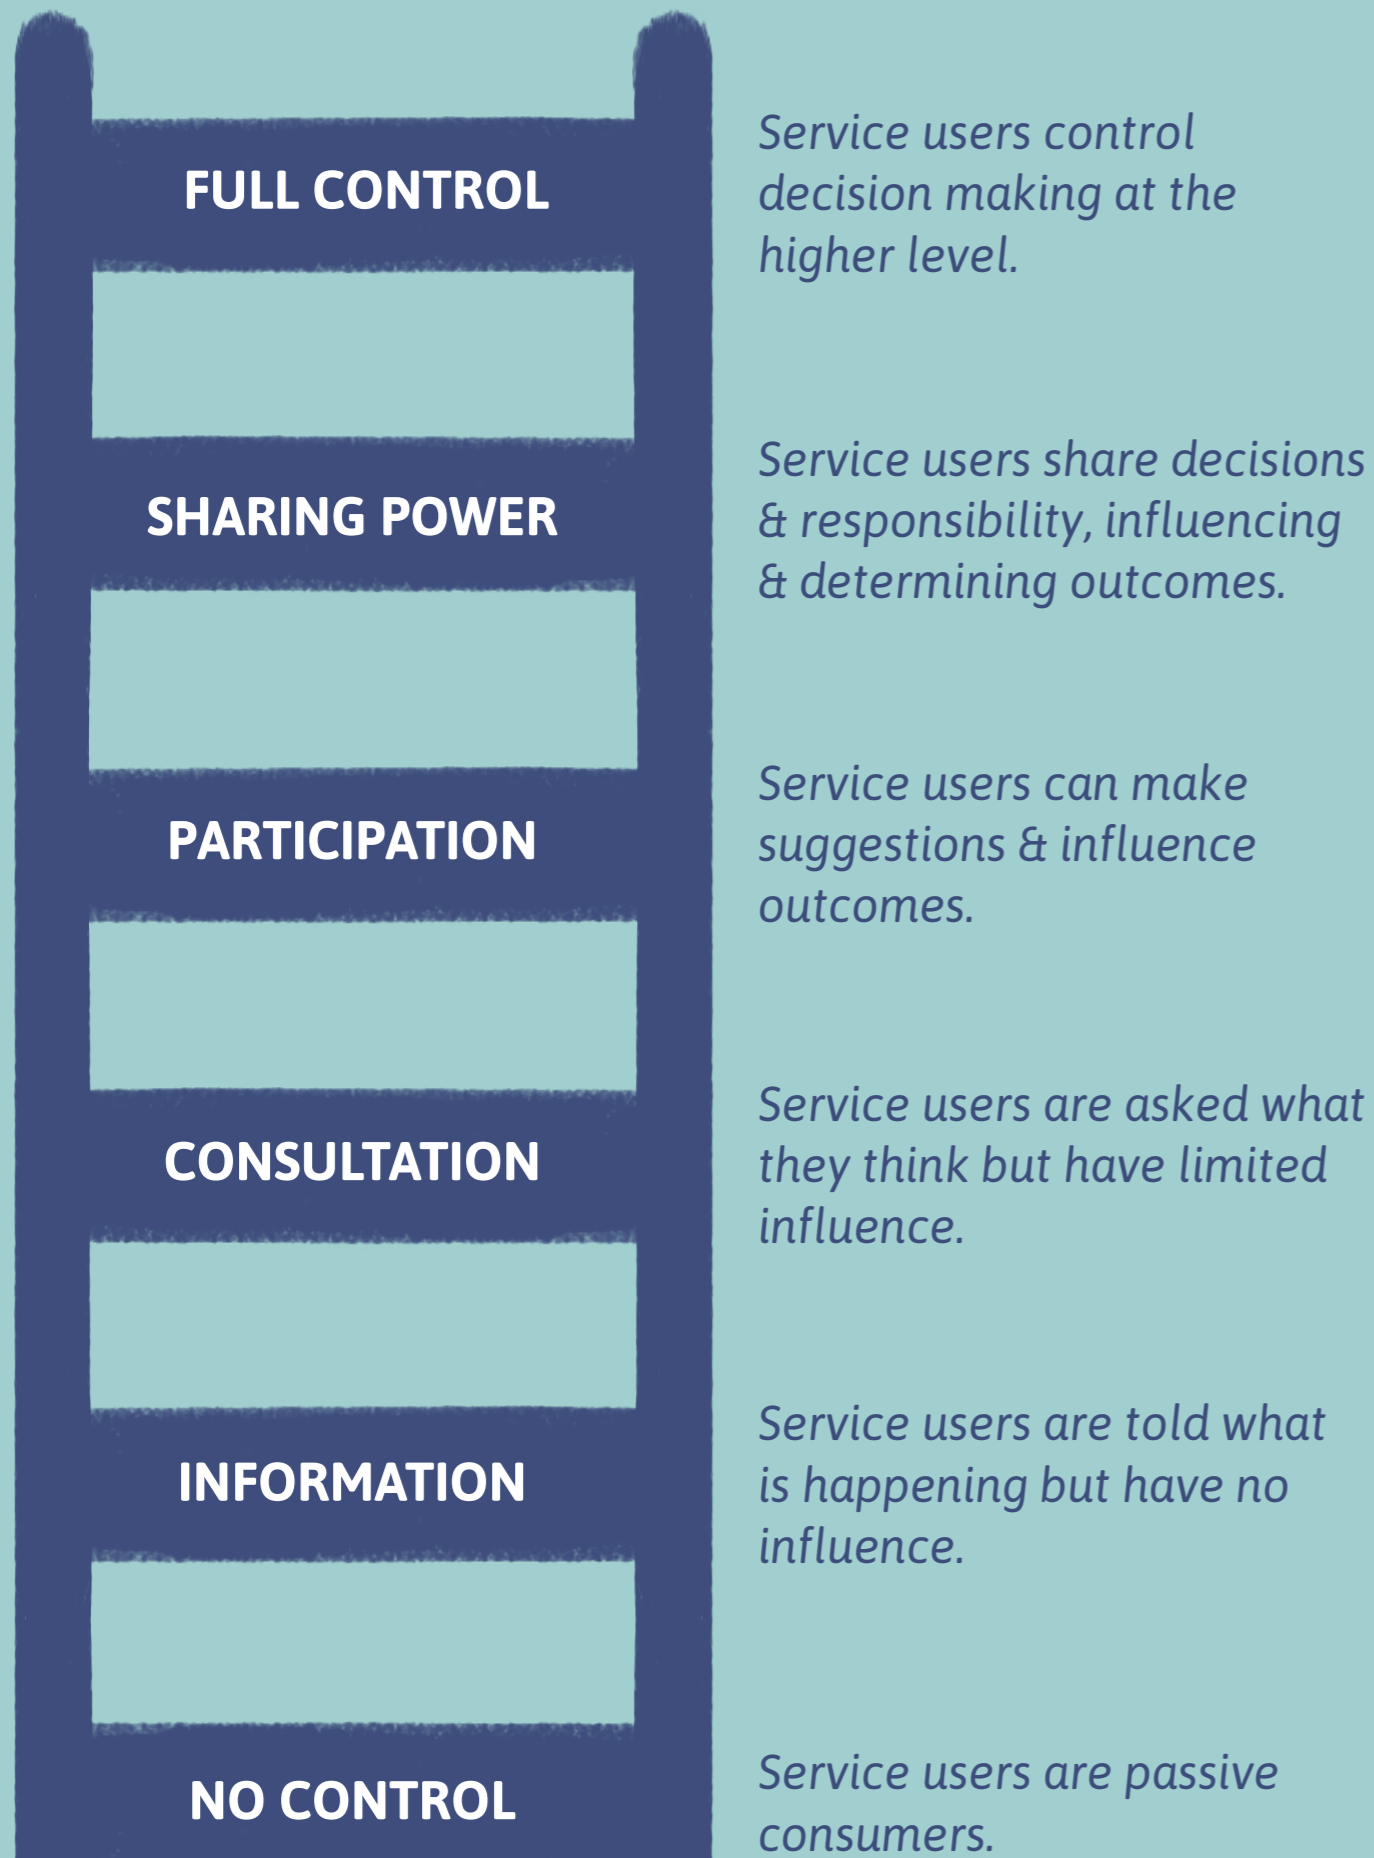 FULL CONTROL
Service users control
decision making at the
higher level.
SHARING POWER
Service users share decisions
& responsibility, influencing
& determining outcomes.
PARTICIPATION
Service users can make
suggestions & influence
outcomes.
CONSULTATION
Service users are asked what
they think but have limited
influence.
INFORMATION
Service users are told what
is happening but have no
influence.
NO CONTROL
Service users are passive
consumers.